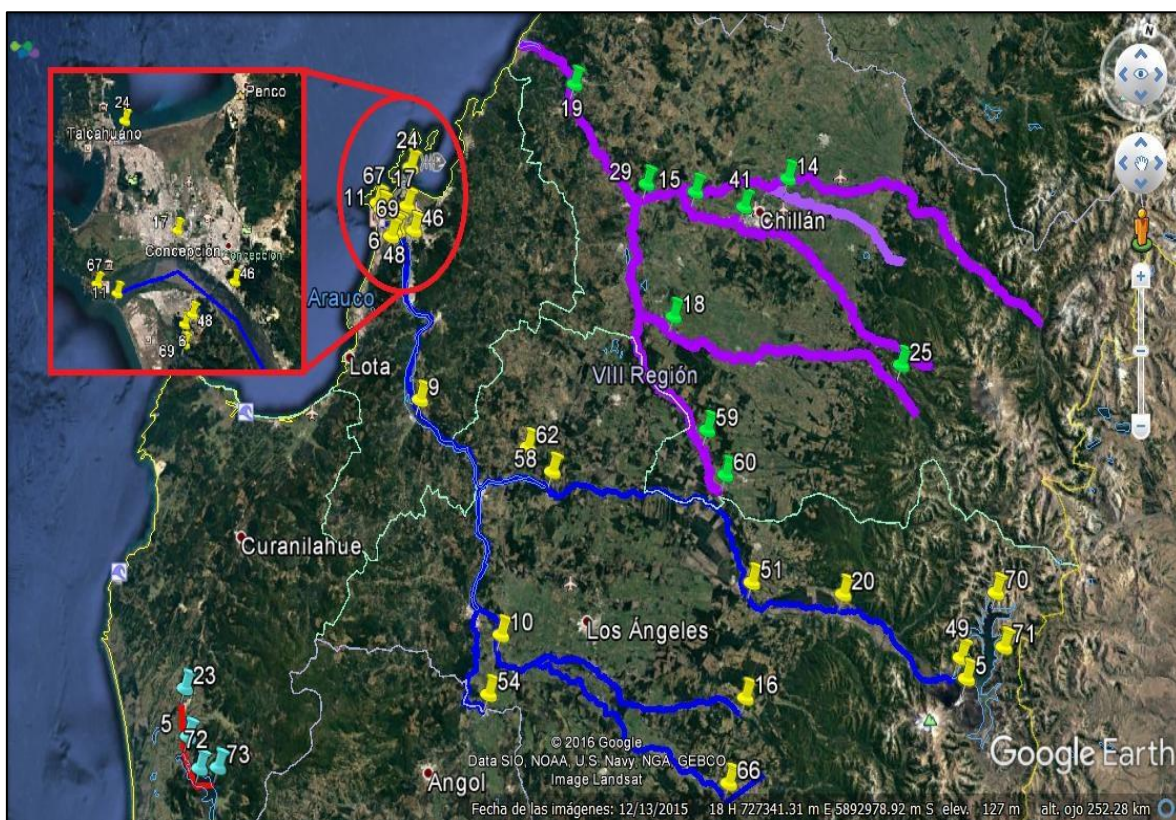 N
24
Penco
Talcahuano
17
Concepción
Concepción
67
11
46
48
6
69
19
24
67
17
11
69
46
6
48
29
15
41
14
Chillán
Arauco
18
25
Lota
VIII Región
9
59
62
58
60
Curanilahue
51
20
70
49
71
5
10
Los Ángeles
54
16
23
5
72
73
66
Angol
© 2016 Google
Data SIO, NOAA, U.S. Navy, NGA, GEBCO
Image Landsat
Google Earth
Fecha de las imágenes: 12/13/2015 18 H 727341.31 m E 5892978.92 m S elev. 127 m alt. ojo 252.28 km